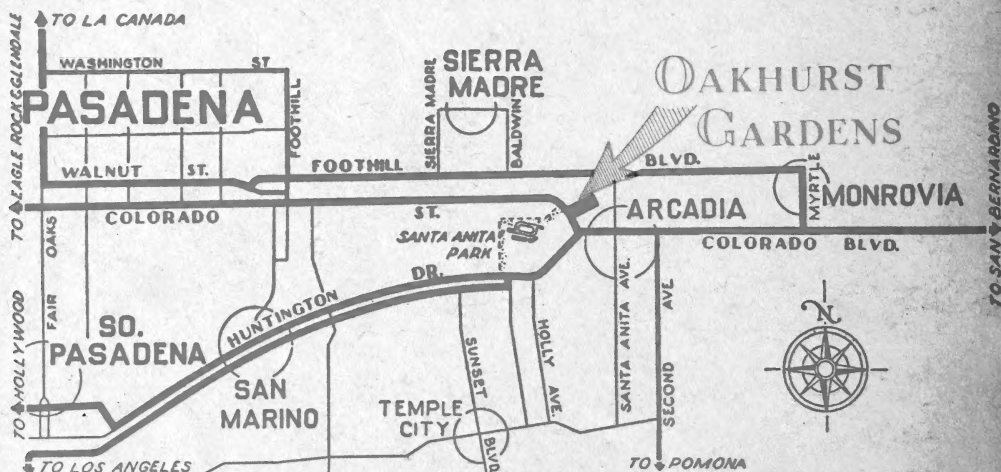 TO LA CANADA
TO EAGLE ROCK & GLENDALE
WASHINGTON ST
PASADENA
FOOTHILL
SIERRA
MADRE
SIERRA MADRE
BALDWIN
OAKHURST
GARDENS
WALNUT ST.
FOOTHILL BLVD.
MYRTLE
MONROVIA
COLORADO ST.
ARCADIA
COLORADO BLVD.
TO SAN BERNARDINO
SANTA ANITA
PARK
FAIR OAKS
HUNTINGTON DR.
TO HOLLYWOOD
SO.
PASADENA
SAN
MARINO
SUNSET BLVD.
HOLLY AVE.
SANTA ANITA AVE.
SECOND AVE
N
TEMPLE
CITY
TO LOS ANGELES
TO POMONA